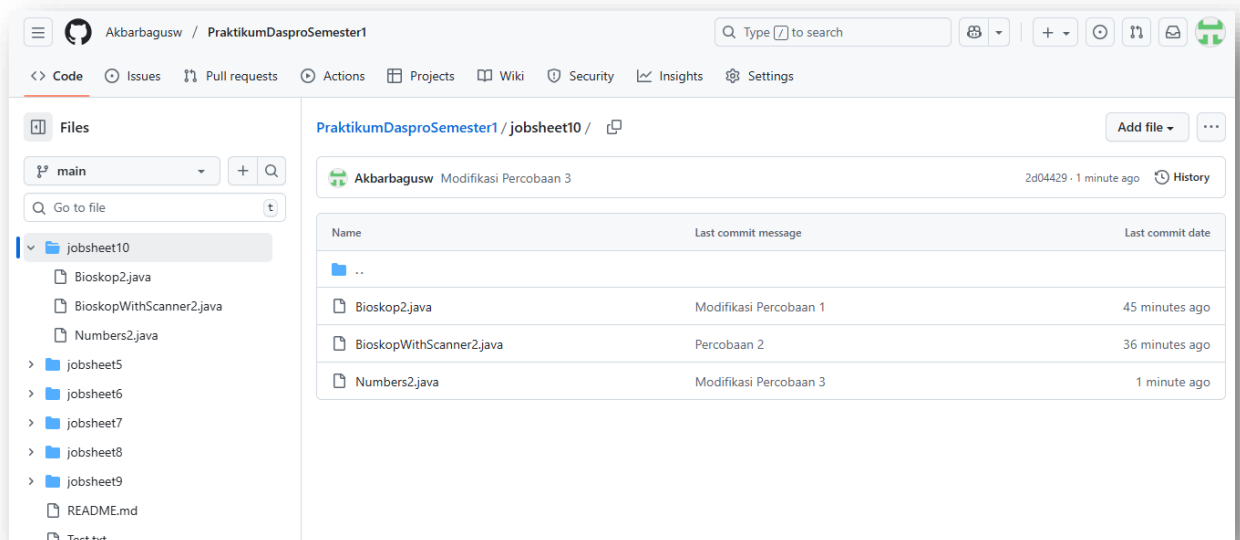 Akbarbagusw / PraktikumDasproSemester1
Type / to search
Code Issues Pull requests Actions Projects Wiki Security Insights Settings
Files
main
Go to file t
jobsheet10
Bioskop2.java
BioskopWithScanner2.java
Numbers2.java
jobsheet5
jobsheet6
jobsheet7
jobsheet8
jobsheet9
README.md
Test.txt
PraktikumDasproSemester1 / jobsheet10 /
Add file
Akbarbagusw Modifikasi Percobaan 3 2d04429 · 1 minute ago History
Name Last commit message Last commit date
..
Bioskop2.java Modifikasi Percobaan 1 45 minutes ago
BioskopWithScanner2.java Percobaan 2 36 minutes ago
Numbers2.java Modifikasi Percobaan 3 1 minute ago